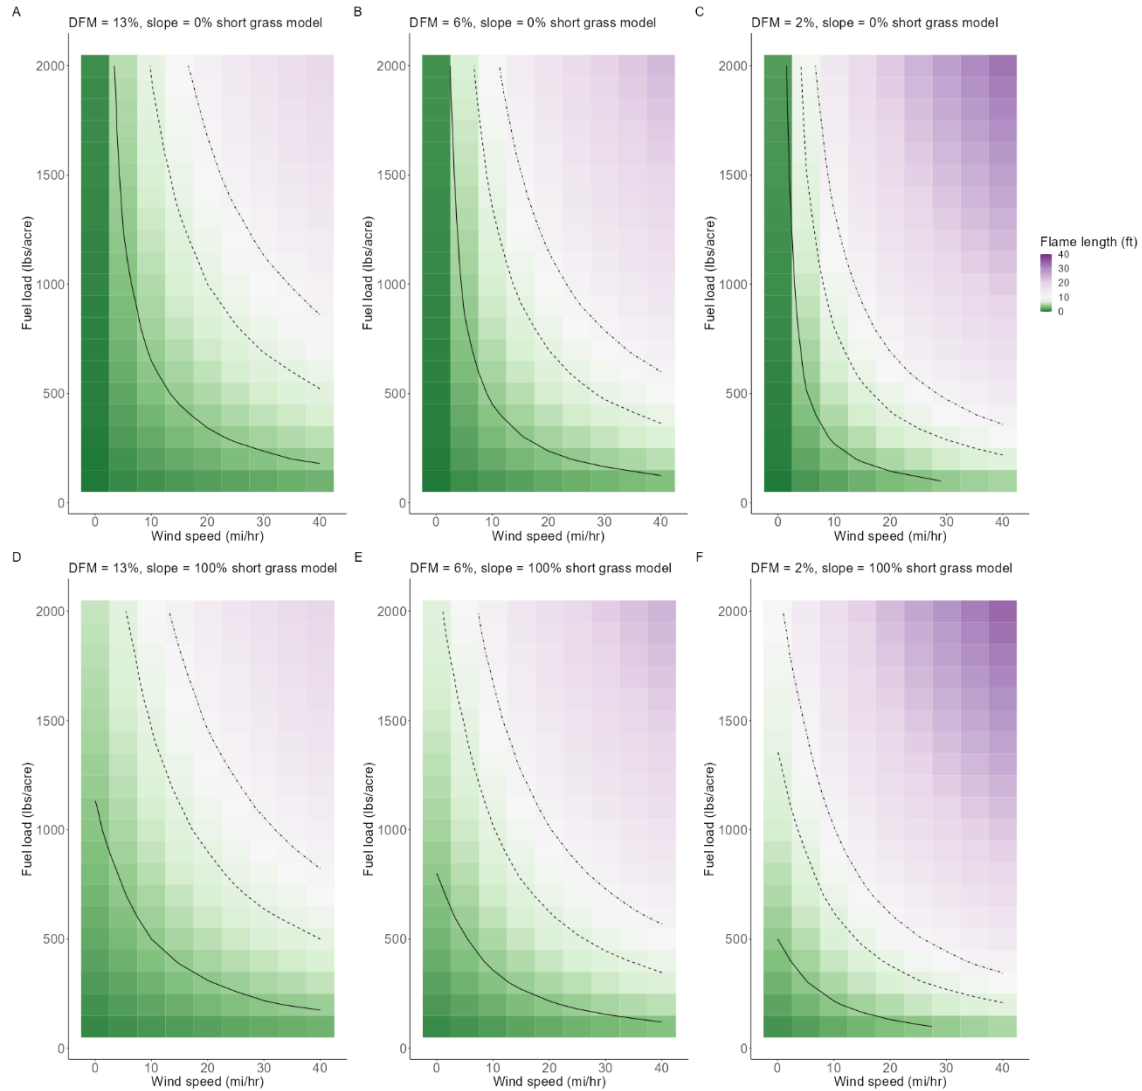 A
DFM = 13%, slope = 0% short grass model
Fuel load (lbs/acre)
2000
1500
1000
500
0
0 10 20 30 40
Wind speed (mi/hr)
B
DFM = 6%, slope = 0% short grass model
Fuel load (lbs/acre)
2000
1500
1000
500
0
0 10 20 30 40
Wind speed (mi/hr)
C
DFM = 2%, slope = 0% short grass model
Fuel load (lbs/acre)
2000
1500
1000
500
0
0 10 20 30 40
Wind speed (mi/hr)
Flame length (ft)
40
30
20
10
0
D
DFM = 13%, slope = 100% short grass model
Fuel load (lbs/acre)
2000
1500
1000
500
0
0 10 20 30 40
Wind speed (mi/hr)
E
DFM = 6%, slope = 100% short grass model
Fuel load (lbs/acre)
2000
1500
1000
500
0
0 10 20 30 40
Wind speed (mi/hr)
F
DFM = 2%, slope = 100% short grass model
Fuel load (lbs/acre)
2000
1500
1000
500
0
0 10 20 30 40
Wind speed (mi/hr)